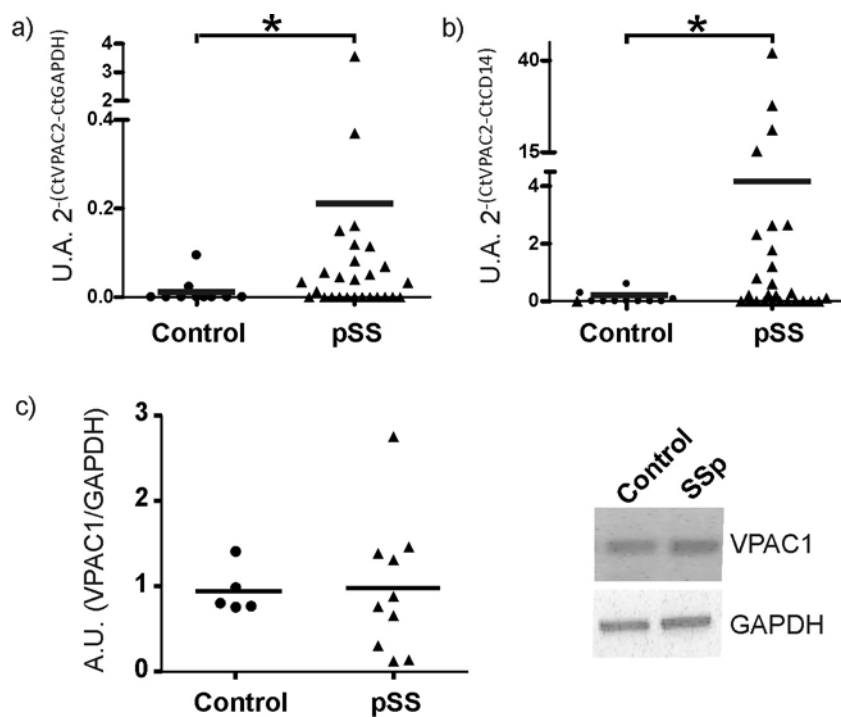 a)
*
U.A. 2-(CtVPAC2-CtGAPDH)
4
3
2
0.4
0.2
0.0
Control
pSS
b)
*
U.A. 2-(CtVPAC2-CtCD14)
40
15
4
2
0
Control
pSS
c)
A.U. (VPAC1/GAPDH)
3
2
1
0
Control
pSS
Control
SSp
VPAC1
GAPDH